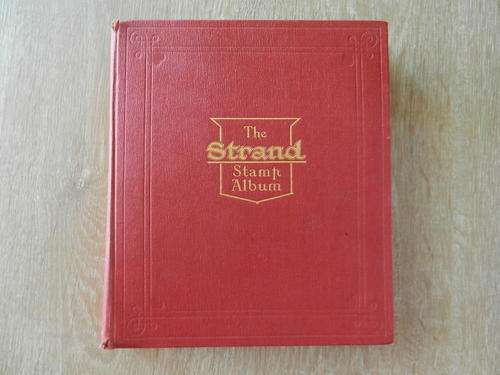 The
Strand
Stamp
Album